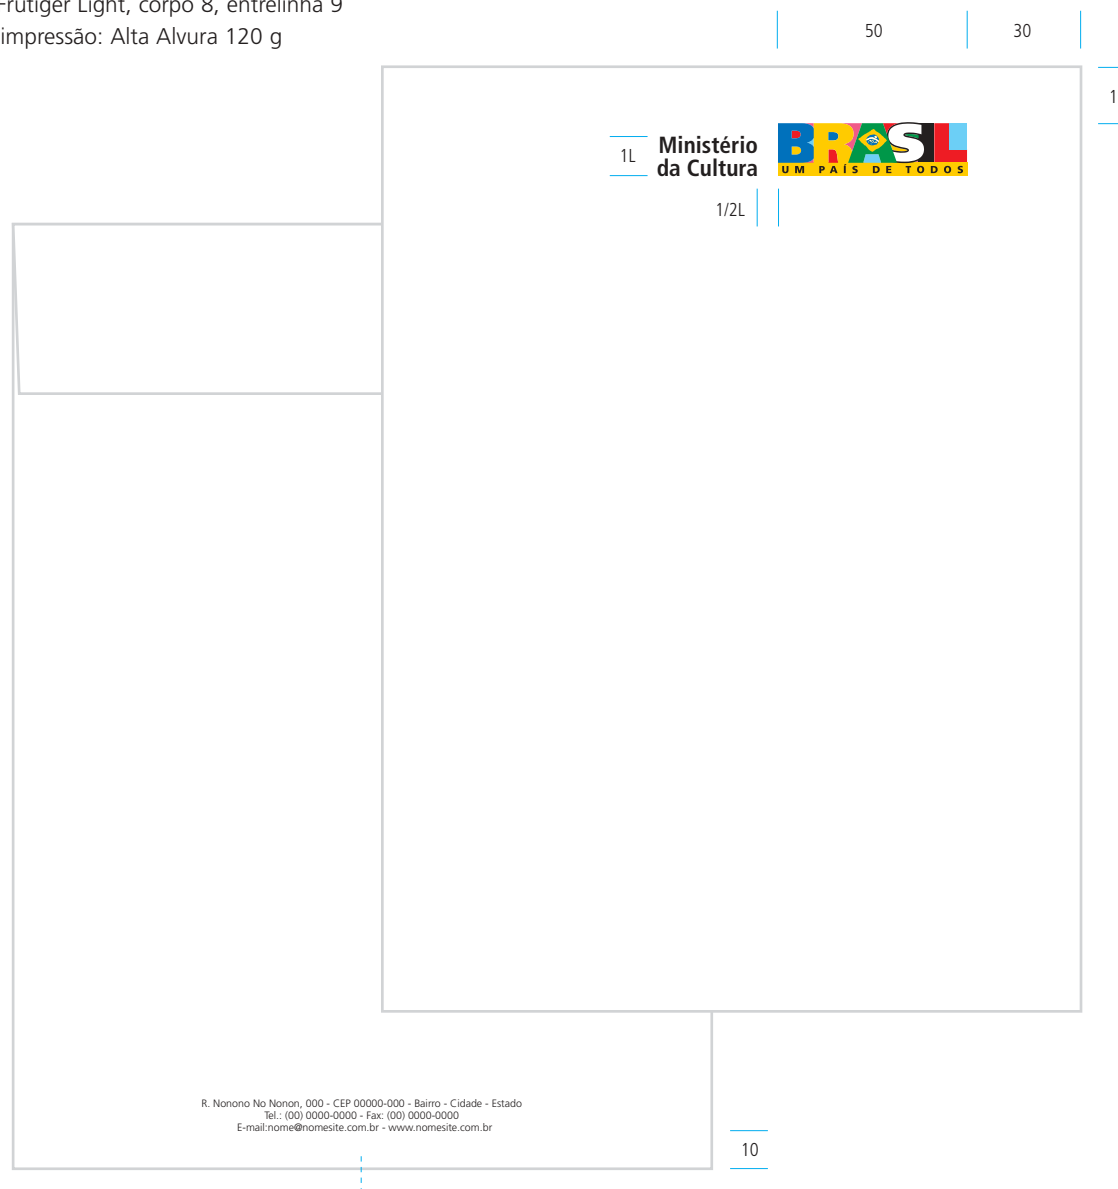 Frutiger Light, corpo 8, entrelinha 9
impressão: Alta Alvura 120 g
50
30
1
1L
Ministério
da Cultura
BRASIL
UM PAÍS DE TODOS
1/2L
R. Nonono No Nonon, 000 - CEP 00000-000 - Bairro - Cidade - Estado
Tel.: (00) 0000-0000 - Fax: (00) 0000-0000
E-mail:nome@nomesite.com.br - www.nomesite.com.br
10